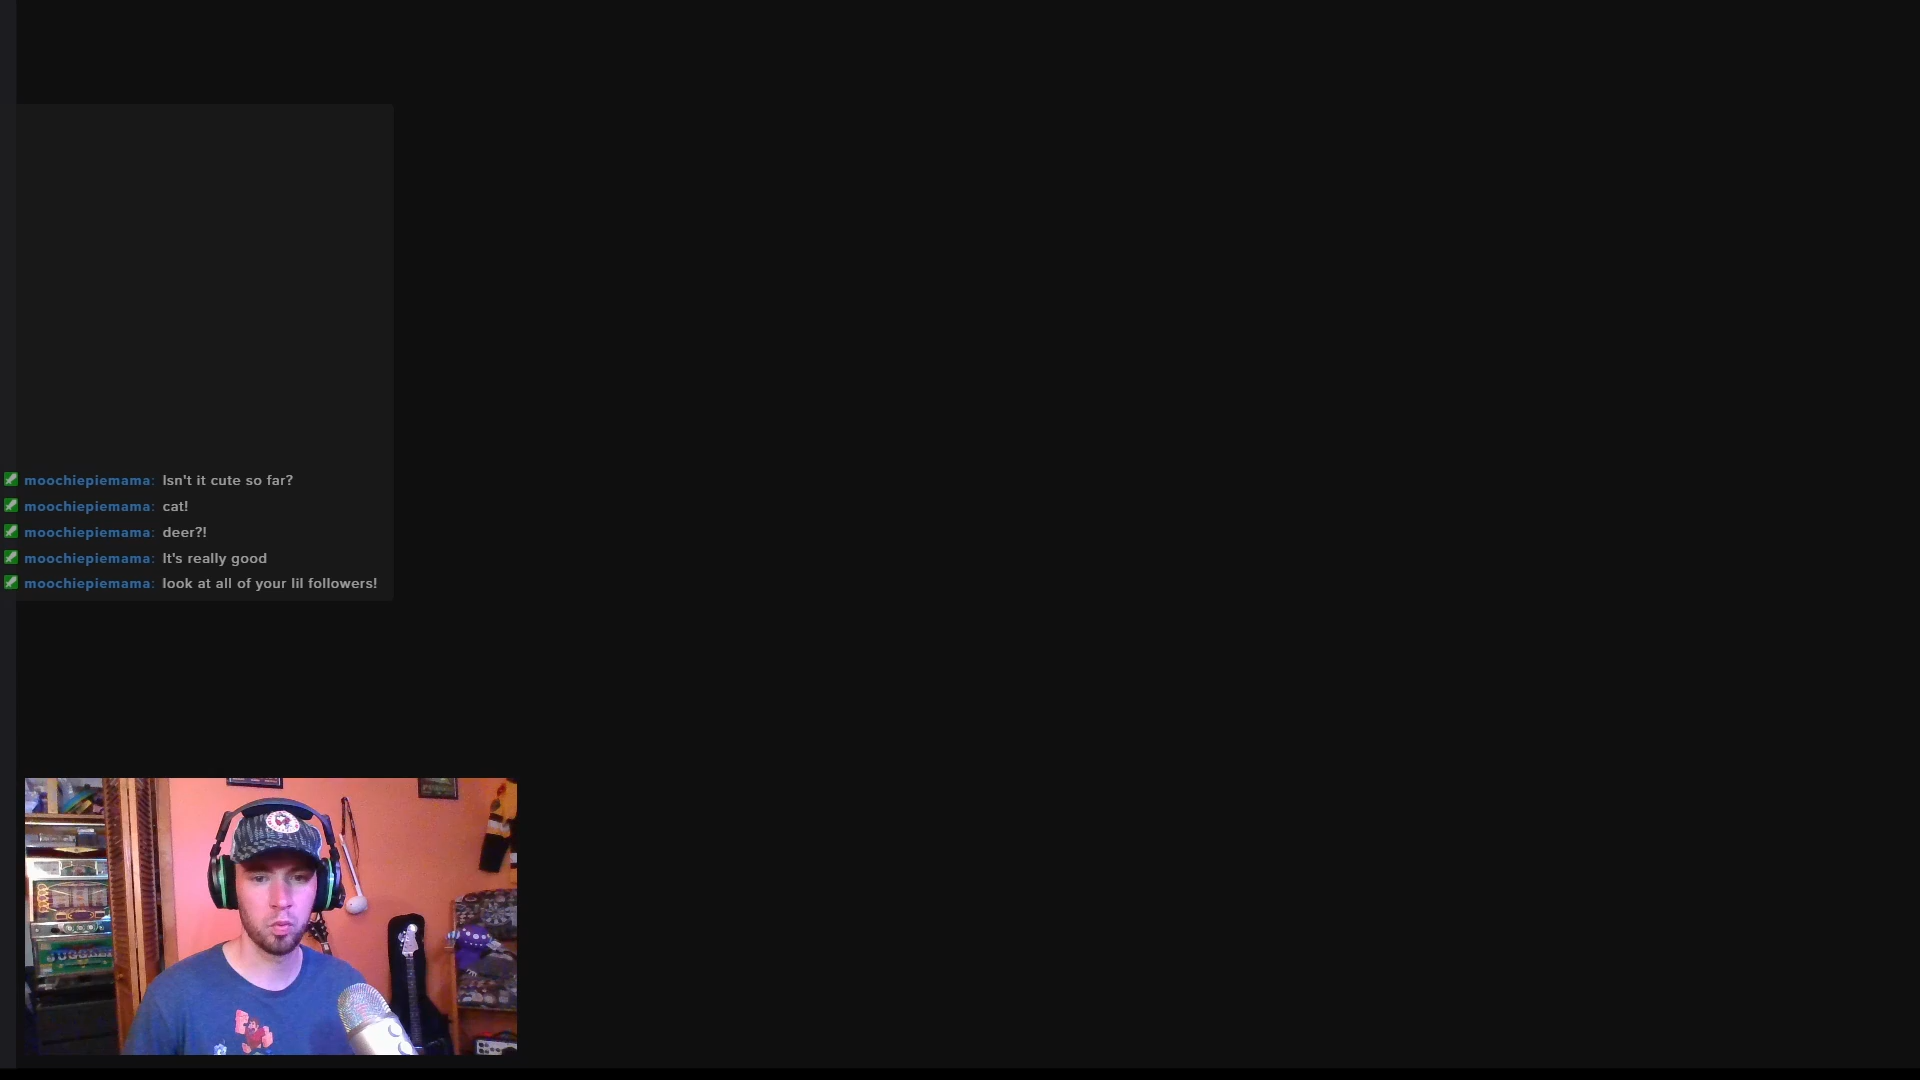 moochiepiemama: Isn't it cute so far?
moochiepiemama: cat!
moochiepiemama: deer?!
moochiepiemama: It's really good
moochiepiemama: look at all of your lil followers!
JUGGLER